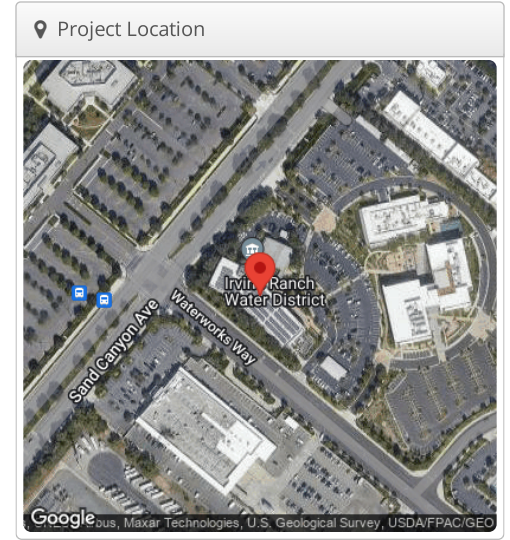 Project Location
Irvine Ranch
Water District
Waterworks Way
Sand Canyon Ave
Google
Maxar Technologies, U.S. Geological Survey, USDA/FPAC/GEO